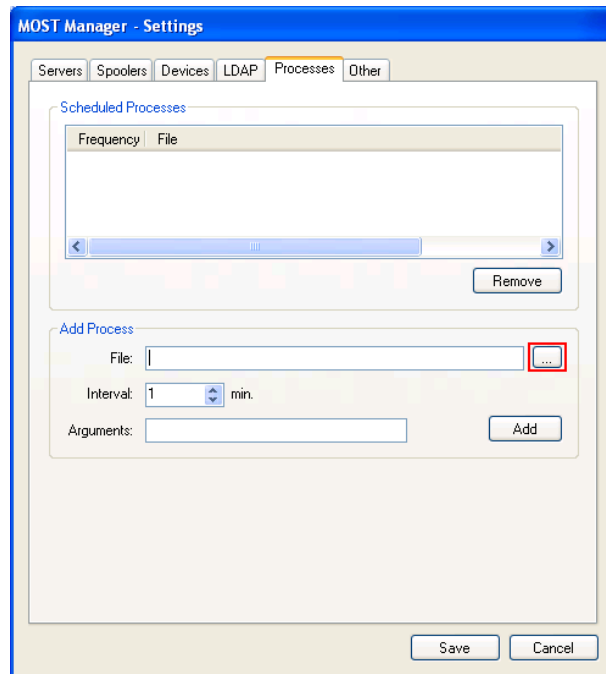 MOST Manager - Settings
Servers Spoolers Devices LDAP Processes Other
Scheduled Processes
Frequency File
Remove
Add Process
File: ...
Interval: 1 min.
Arguments: Add
Save Cancel